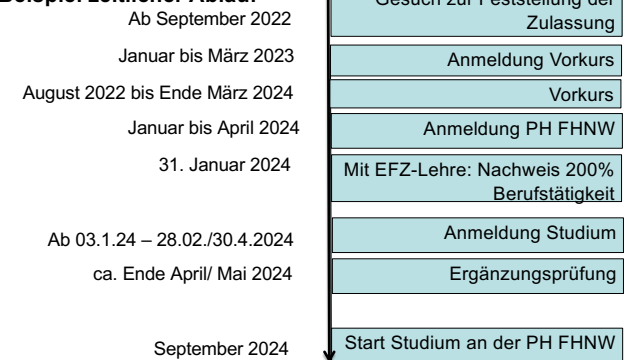 Beispiel zeitlicher Ablauf
Gesuch zur Feststellung der
Ab September 2022
Zulassung
Januar bis März 2023
Anmeldung Vorkurs
August 2022 bis Ende März 2024
Vorkurs
Januar bis April 2024
Anmeldung PH FHNW
31. Januar 2024
Mit EFZ-Lehre: Nachweis 200%
Berufstätigkeit
Ab 03.1.24 – 28.02./30.4.2024
Anmeldung Studium
ca. Ende April/ Mai 2024
Ergänzungsprüfung
September 2024
Start Studium an der PH FHNW